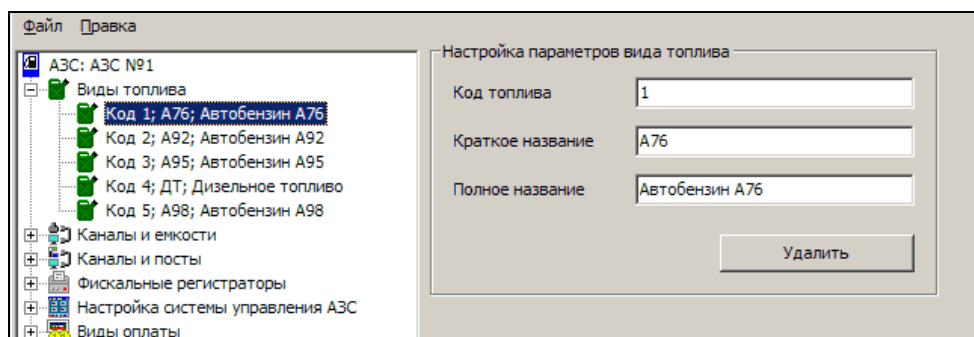 Файл Правка
АЗС: АЗС №1
Виды топлива
Код 1; А76; Автобензин А76
Код 2; А92; Автобензин А92
Код 3; А95; Автобензин А95
Код 4; ДТ; Дизельное топливо
Код 5; А98; Автобензин А98
Каналы и емкости
Каналы и посты
Фискальные регистраторы
Настройка системы управления АЗС
Виды оплаты
Настройка параметров вида топлива
Код топлива 1
Краткое название А76
Полное название Автобензин А76
Удалить